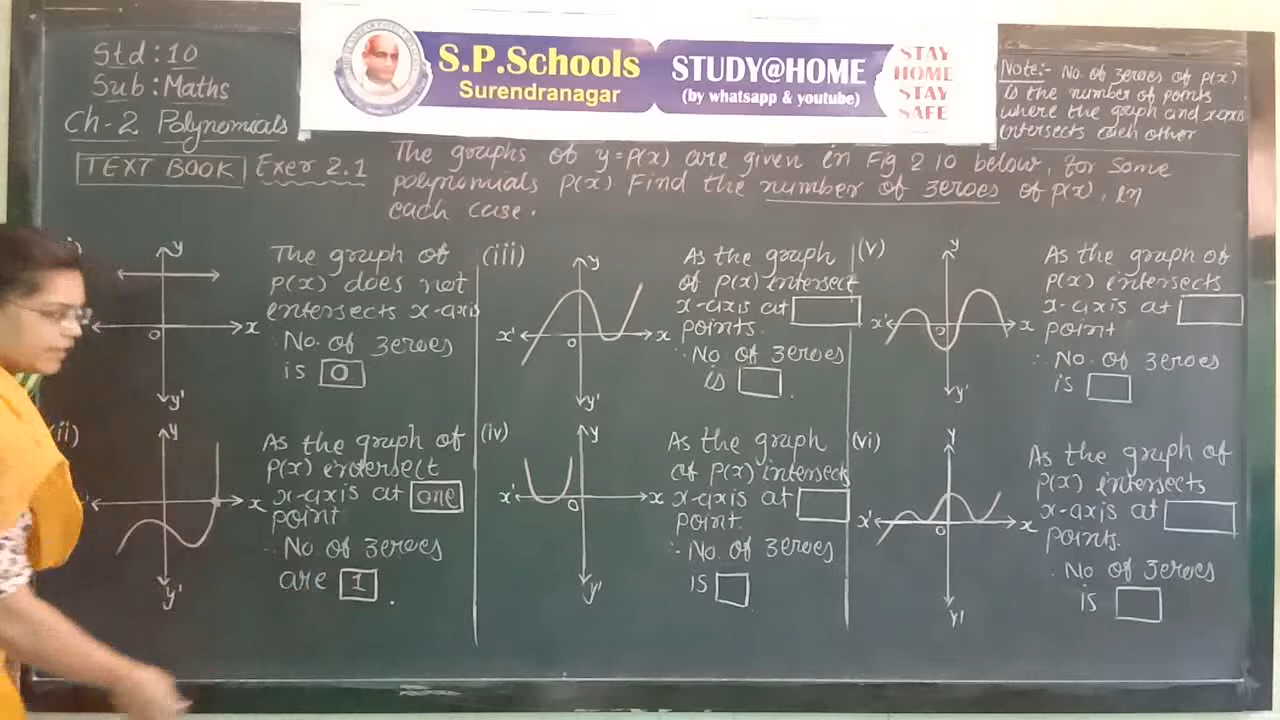 Std : 10
Sub : Maths
Ch-2 Polynomials
S.P.Schools
Surendranagar
STUDY@HOME
(by whatsapp & youtube)
STAY
HOME
STAY
SAFE
Note:- No. of zeroes of p(x)
is the number of points
where the graph and x-axis
intersects each other
TEXT BOOK Exer 2.1
The graphs of y=p(x) are given in Fig 2.10 below, for some
polynomials p(x) Find the number of zeroes of p(x), in
each case.
y
x
o
y'
The graph of
p(x) does not
intersects x-axis
∴ No. of zeroes
is 0
(ii)
y
x
y'
As the graph of
p(x) intersect
x-axis at one
point
∴ No. of zeroes
are 1.
(iii)
y
x'
x
o
y'
As the graph
of p(x) intersect
x-axis at
points.
∴ No of zeroes
is .
(iv)
y
x'
x
o
y'
As the graph
of p(x) intersects
x-axis at
point.
∴ No. of zeroes
is
(v)
y
x'
x
o
y'
As the graph of
p(x) intersects
x-axis at
point
∴ No. of zeroes
is
(vi)
y
x'
x
o
y'
As the graph of
p(x) intersects
x-axis at
points.
∴ No of zeroes
is